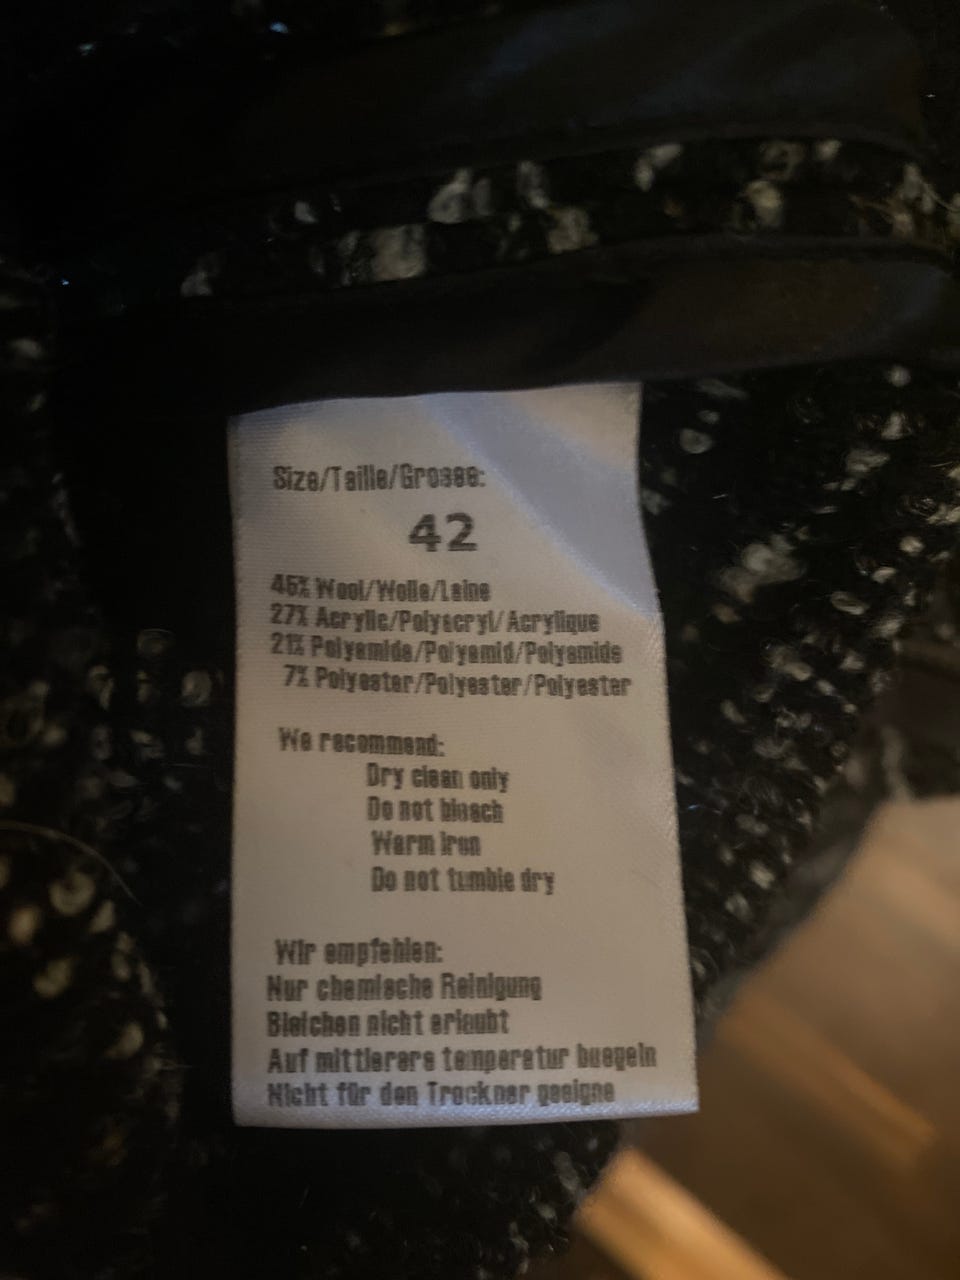 Size/Taille/Grosse:
42
45% Wool/Wolle/Laine
27% Acrylic/Polyacryl/Acrylique
21% Polyamide/Polyamid/Polyamide
7% Polyester/Polyester/Polyester
We recommend:
Dry clean only
Do not bleach
Warm iron
Do not tumble dry
Wir empfehlen:
Nur chemische Reinigung
Bleichen nicht erlaubt
Auf mittlerere temperatur buegeln
Nicht für den Trockner geeigne